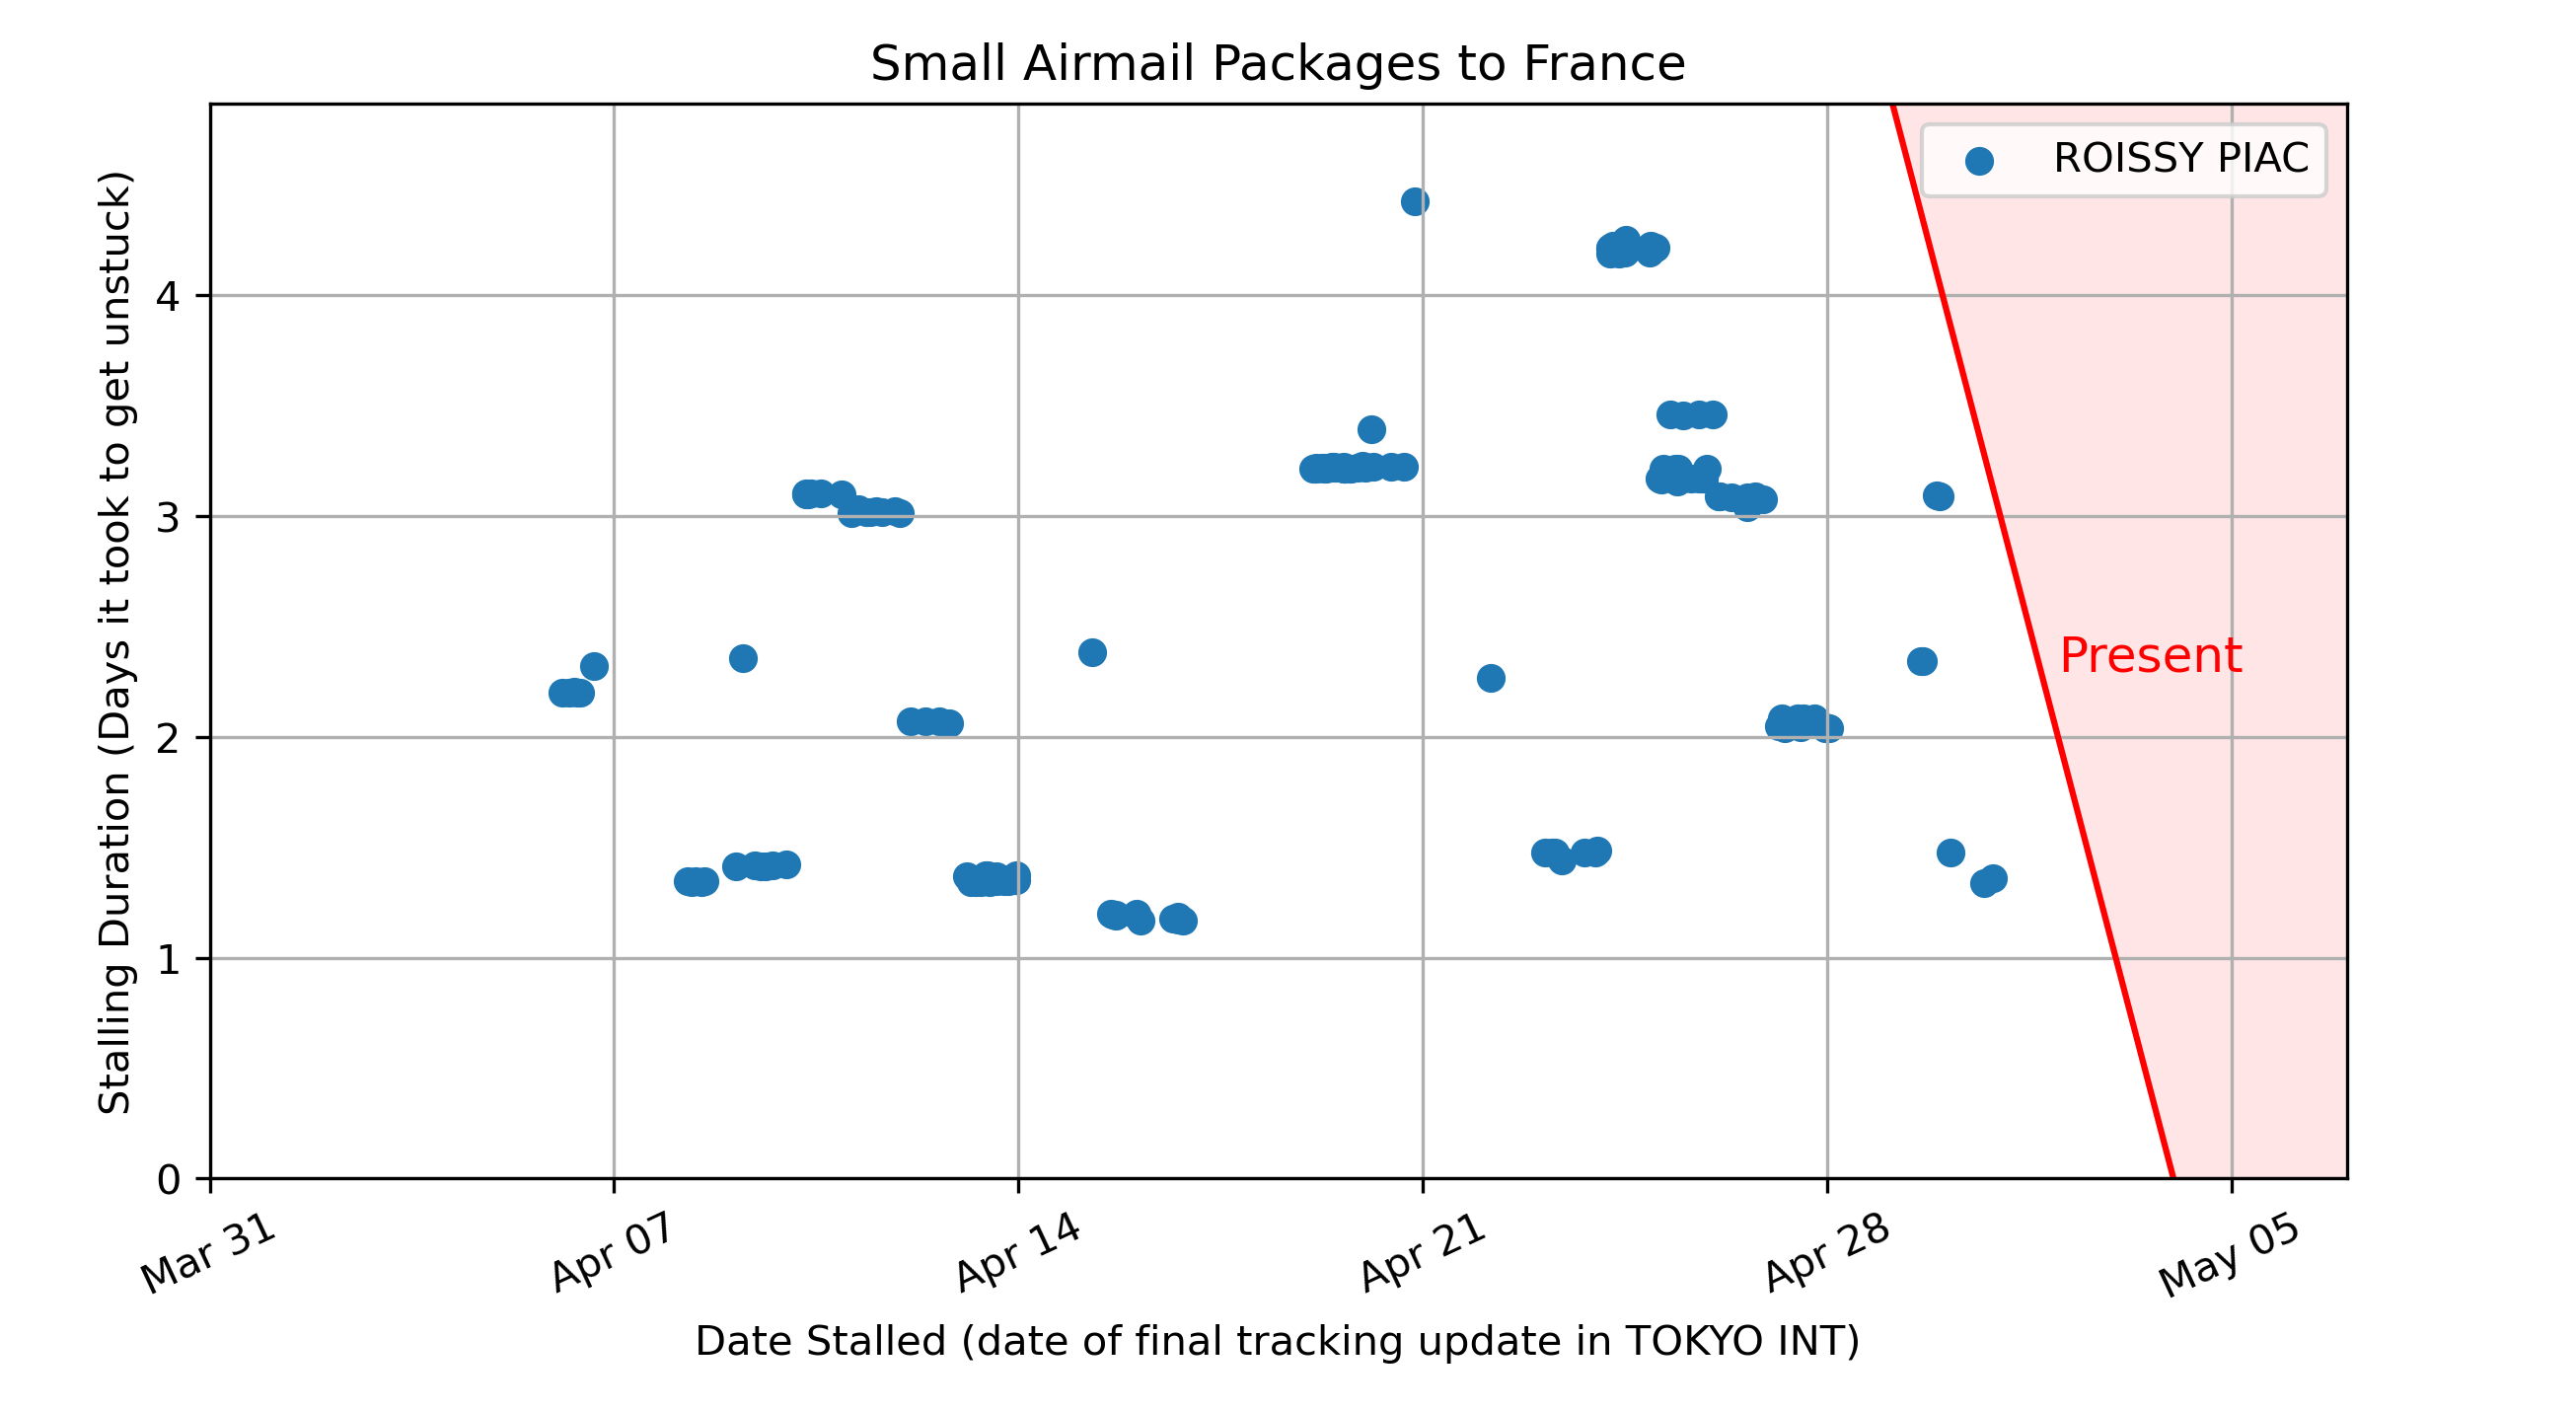 Small Airmail Packages to France
ROISSY PIAC
Stalling Duration (Days it took to get unstuck)
4
3
2
1
0
Present
Mar 31
Apr 07
Apr 14
Apr 21
Apr 28
May 05
Date Stalled (date of final tracking update in TOKYO INT)